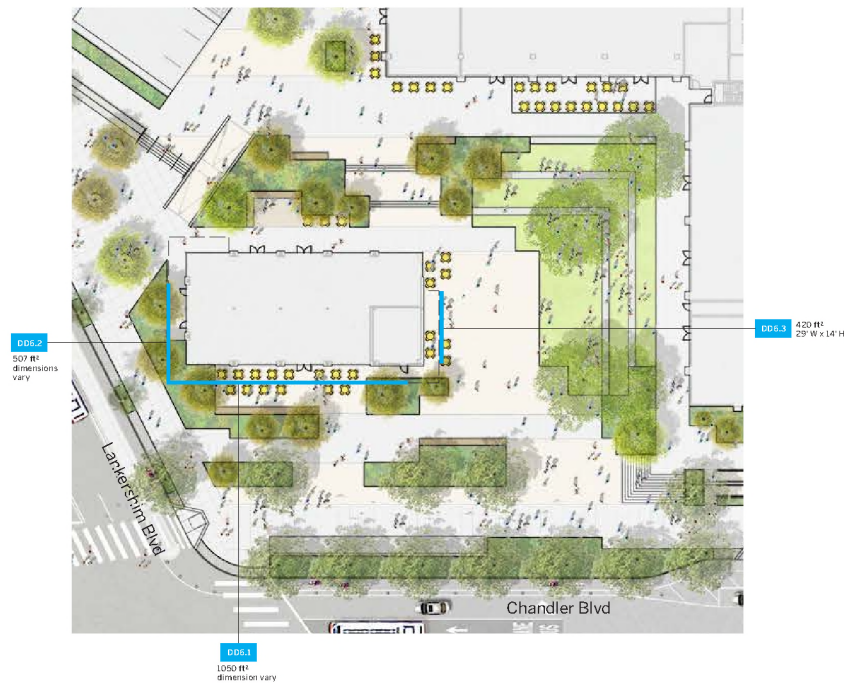 DD6.2
507 ft²
dimensions
vary
DD6.3
420 ft²
29' W x 14' H
Lankershim Blvd
Chandler Blvd
DD6.1
1050 ft²
dimension vary